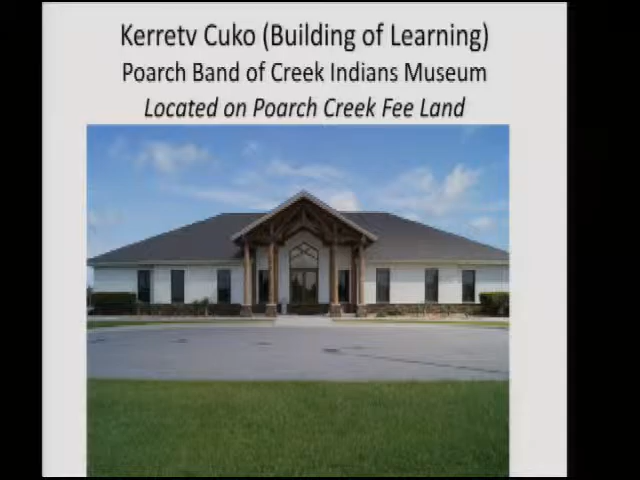 Kerretv Cuko (Building of Learning)
Poarch Band of Creek Indians Museum
Located on Poarch Creek Fee Land